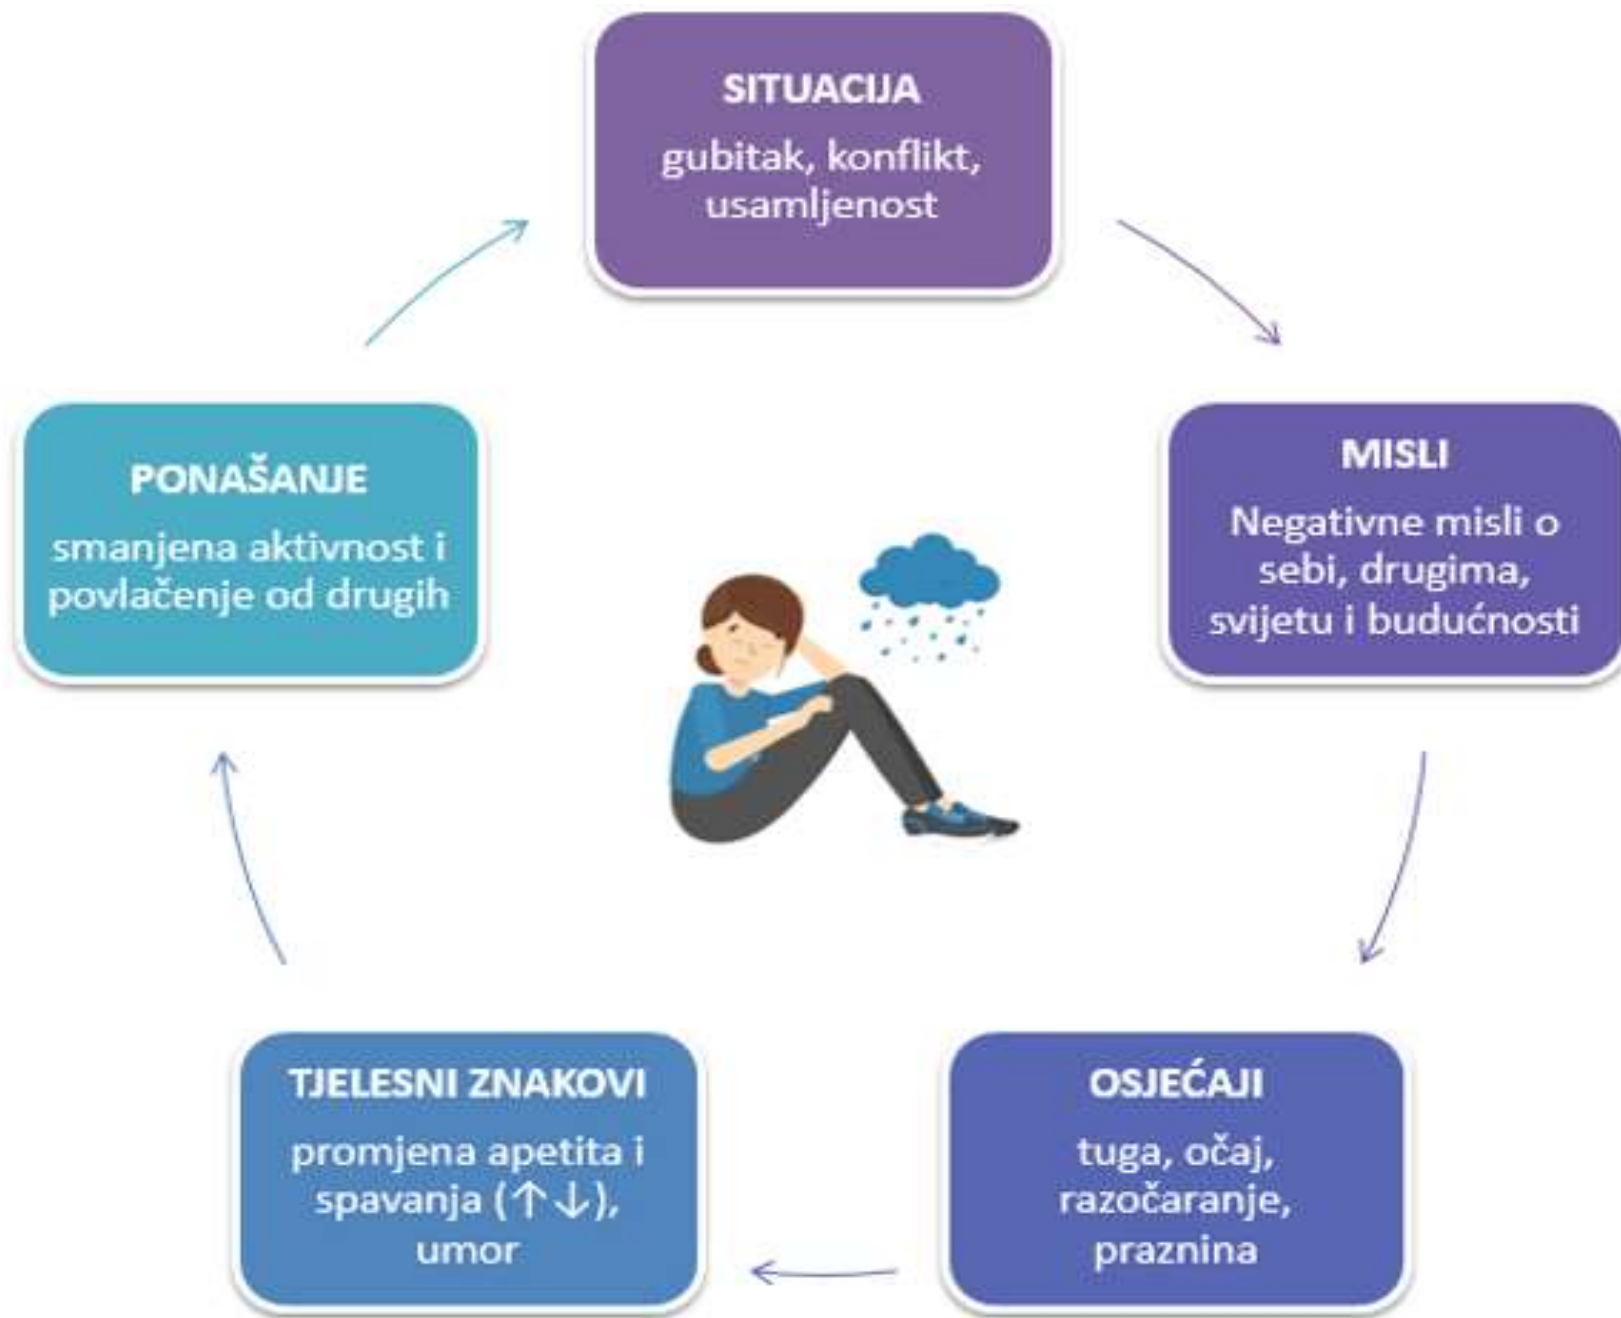 SITUACIJA
gubitak, konflikt,
usamljenost
MISLI
Negativne misli o
sebi, drugima,
svijetu i budućnosti
OSJEĆAJI
tuga, očaj,
razočaranje,
praznina
TJELESNI ZNAKOVI
promjena apetita i
spavanja (↑↓),
umor
PONAŠANJE
smanjena aktivnost i
povlačenje od drugih